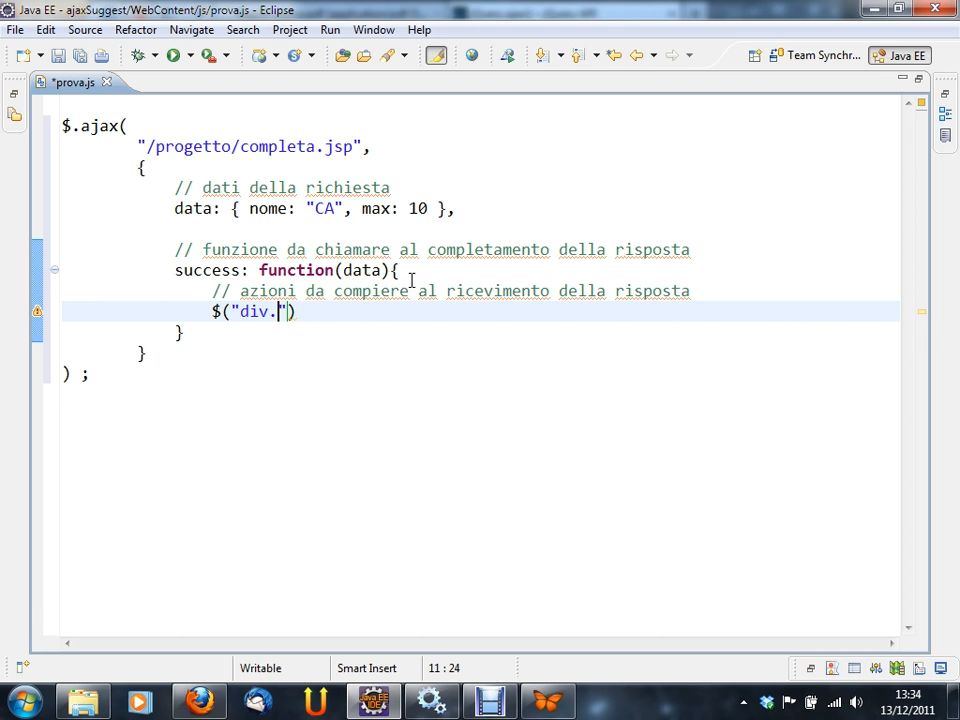 Java EE - ajaxSuggest/WebContent/js/prova.js - Eclipse
File Edit Source Refactor Navigate Search Project Run Window Help
Team Synchr... Java EE
*prova.js
$.ajax(
"/progetto/completa.jsp",
{
// dati della richiesta
data: { nome: "CA", max: 10 },
// funzione da chiamare al completamento della risposta
success: function(data){
// azioni da compiere al ricevimento della risposta
$("div.")
}
}
) ;
Writable Smart Insert 11 : 24
13:34
13/12/2011